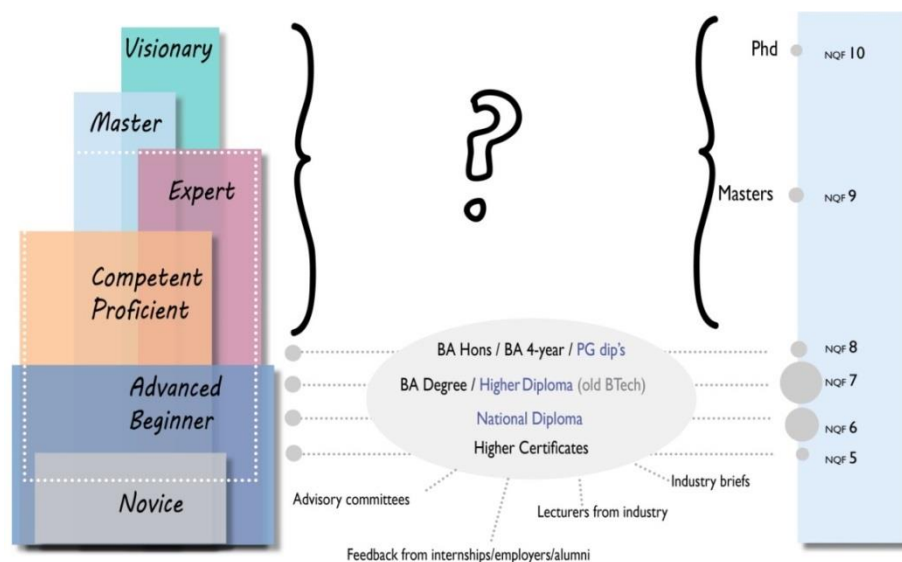 Visionary
Master
Expert
Competent
Proficient
Advanced
Beginner
Novice
?
Phd
NQF 10
Masters
NQF 9
BA Hons / BA 4-year / PG dip's
NQF 8
BA Degree / Higher Diploma (old BTech)
NQF 7
National Diploma
NQF 6
Higher Certificates
NQF 5
Advisory committees
Industry briefs
Lecturers from industry
Feedback from internships/employers/alumni